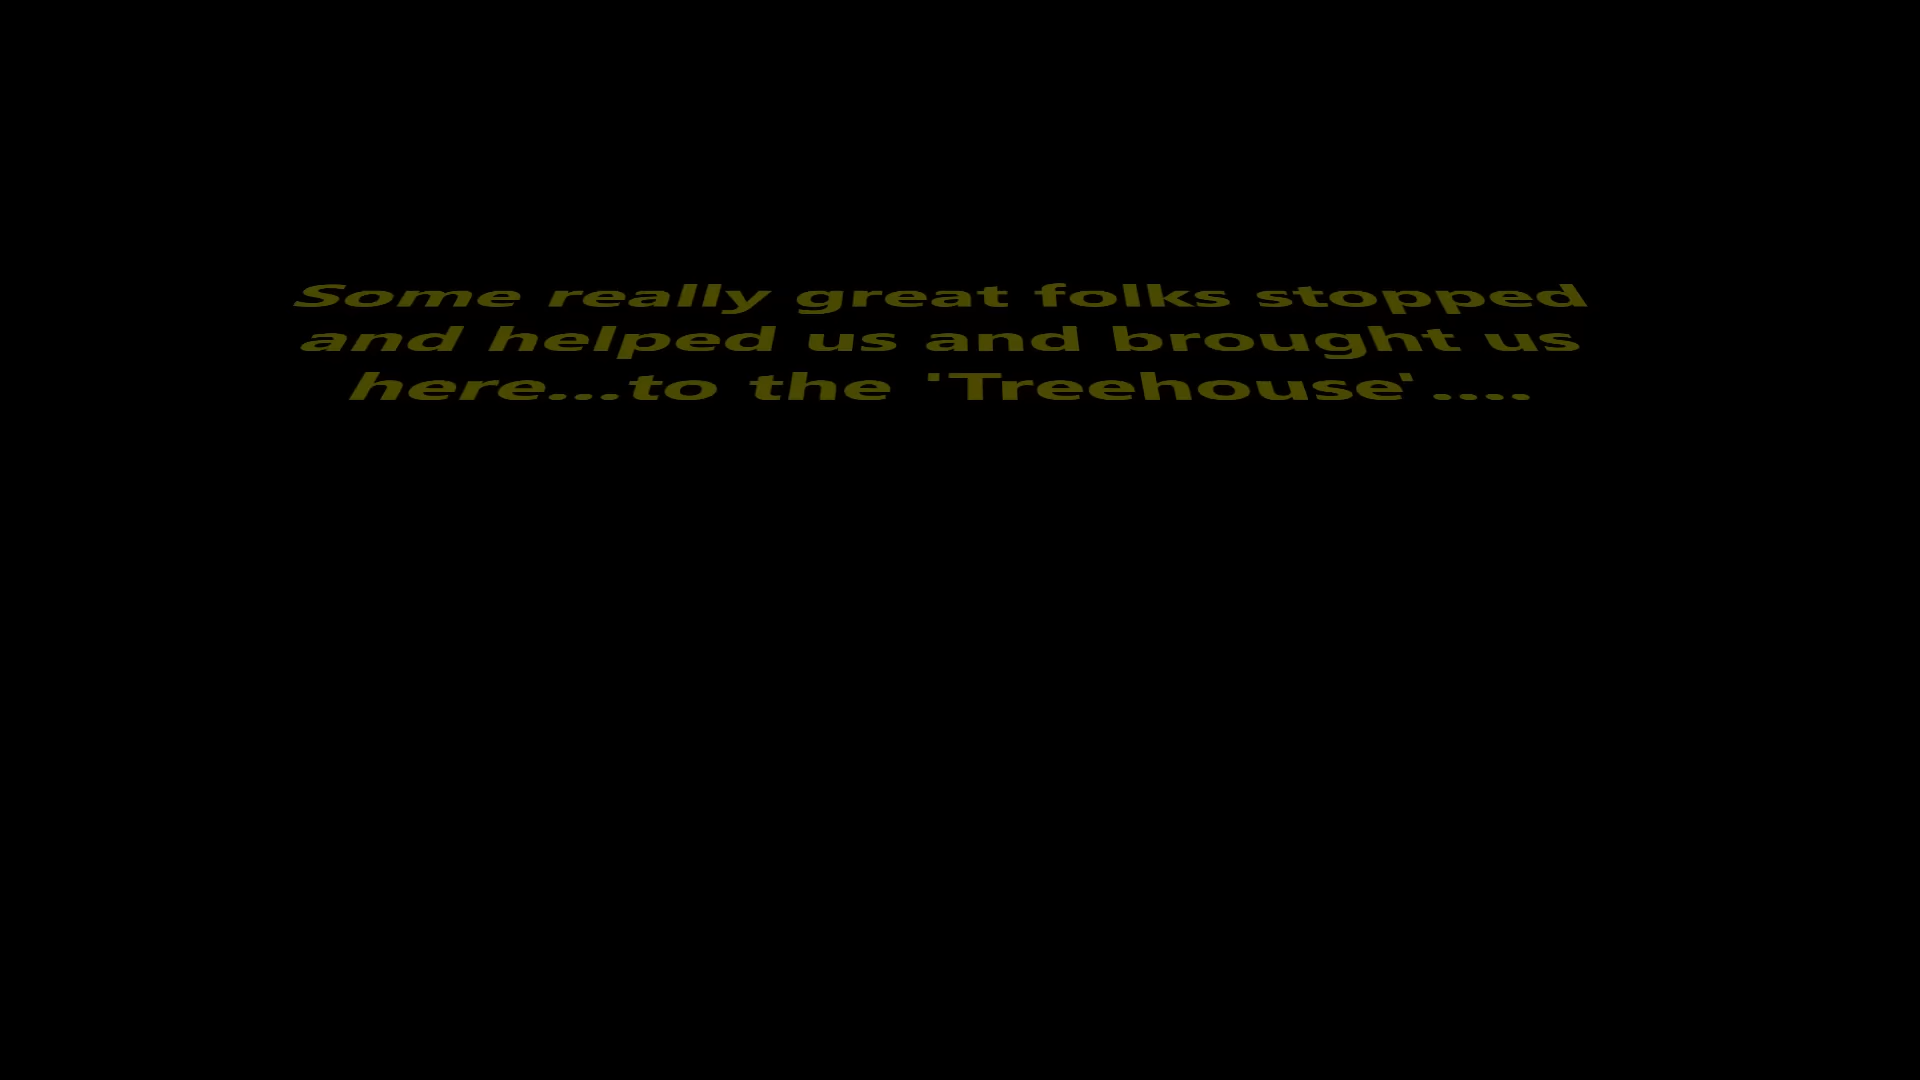 Some really great folks stopped
and helped us and brought us
here...to the 'Treehouse'....